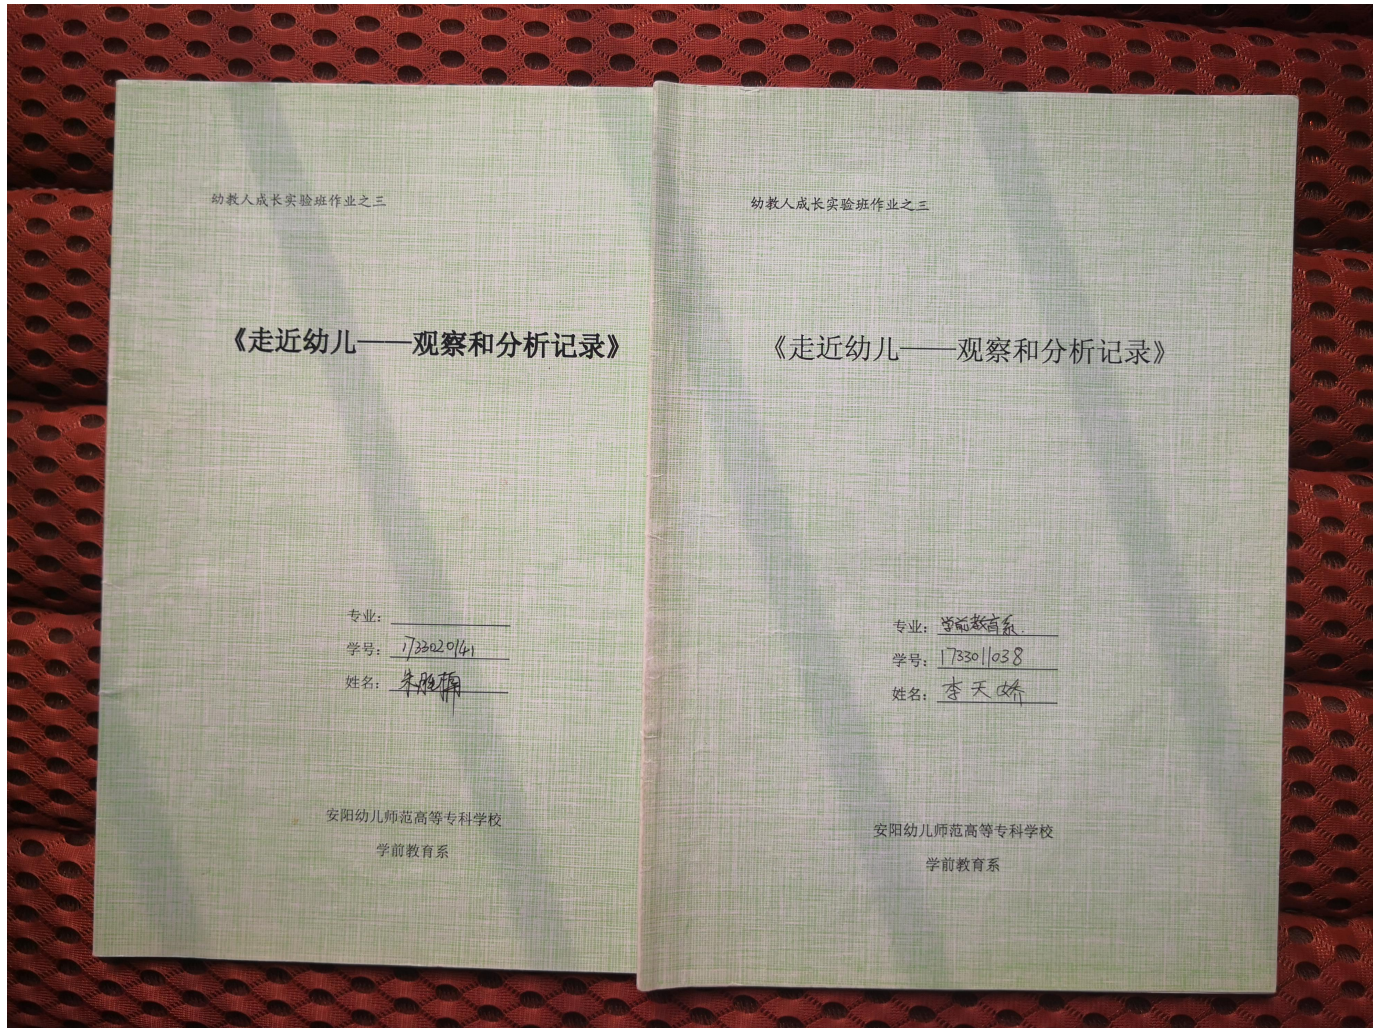 幼教人成长实验班作业之三
《走近幼儿——观察和分析记录》
专业：
学号：1733020141
姓名：朱胜楠
安阳幼儿师范高等专科学校
学前教育系
幼教人成长实验班作业之三
《走近幼儿——观察和分析记录》
专业：学前教育系.
学号：1733011038
姓名：李天娇
安阳幼儿师范高等专科学校
学前教育系